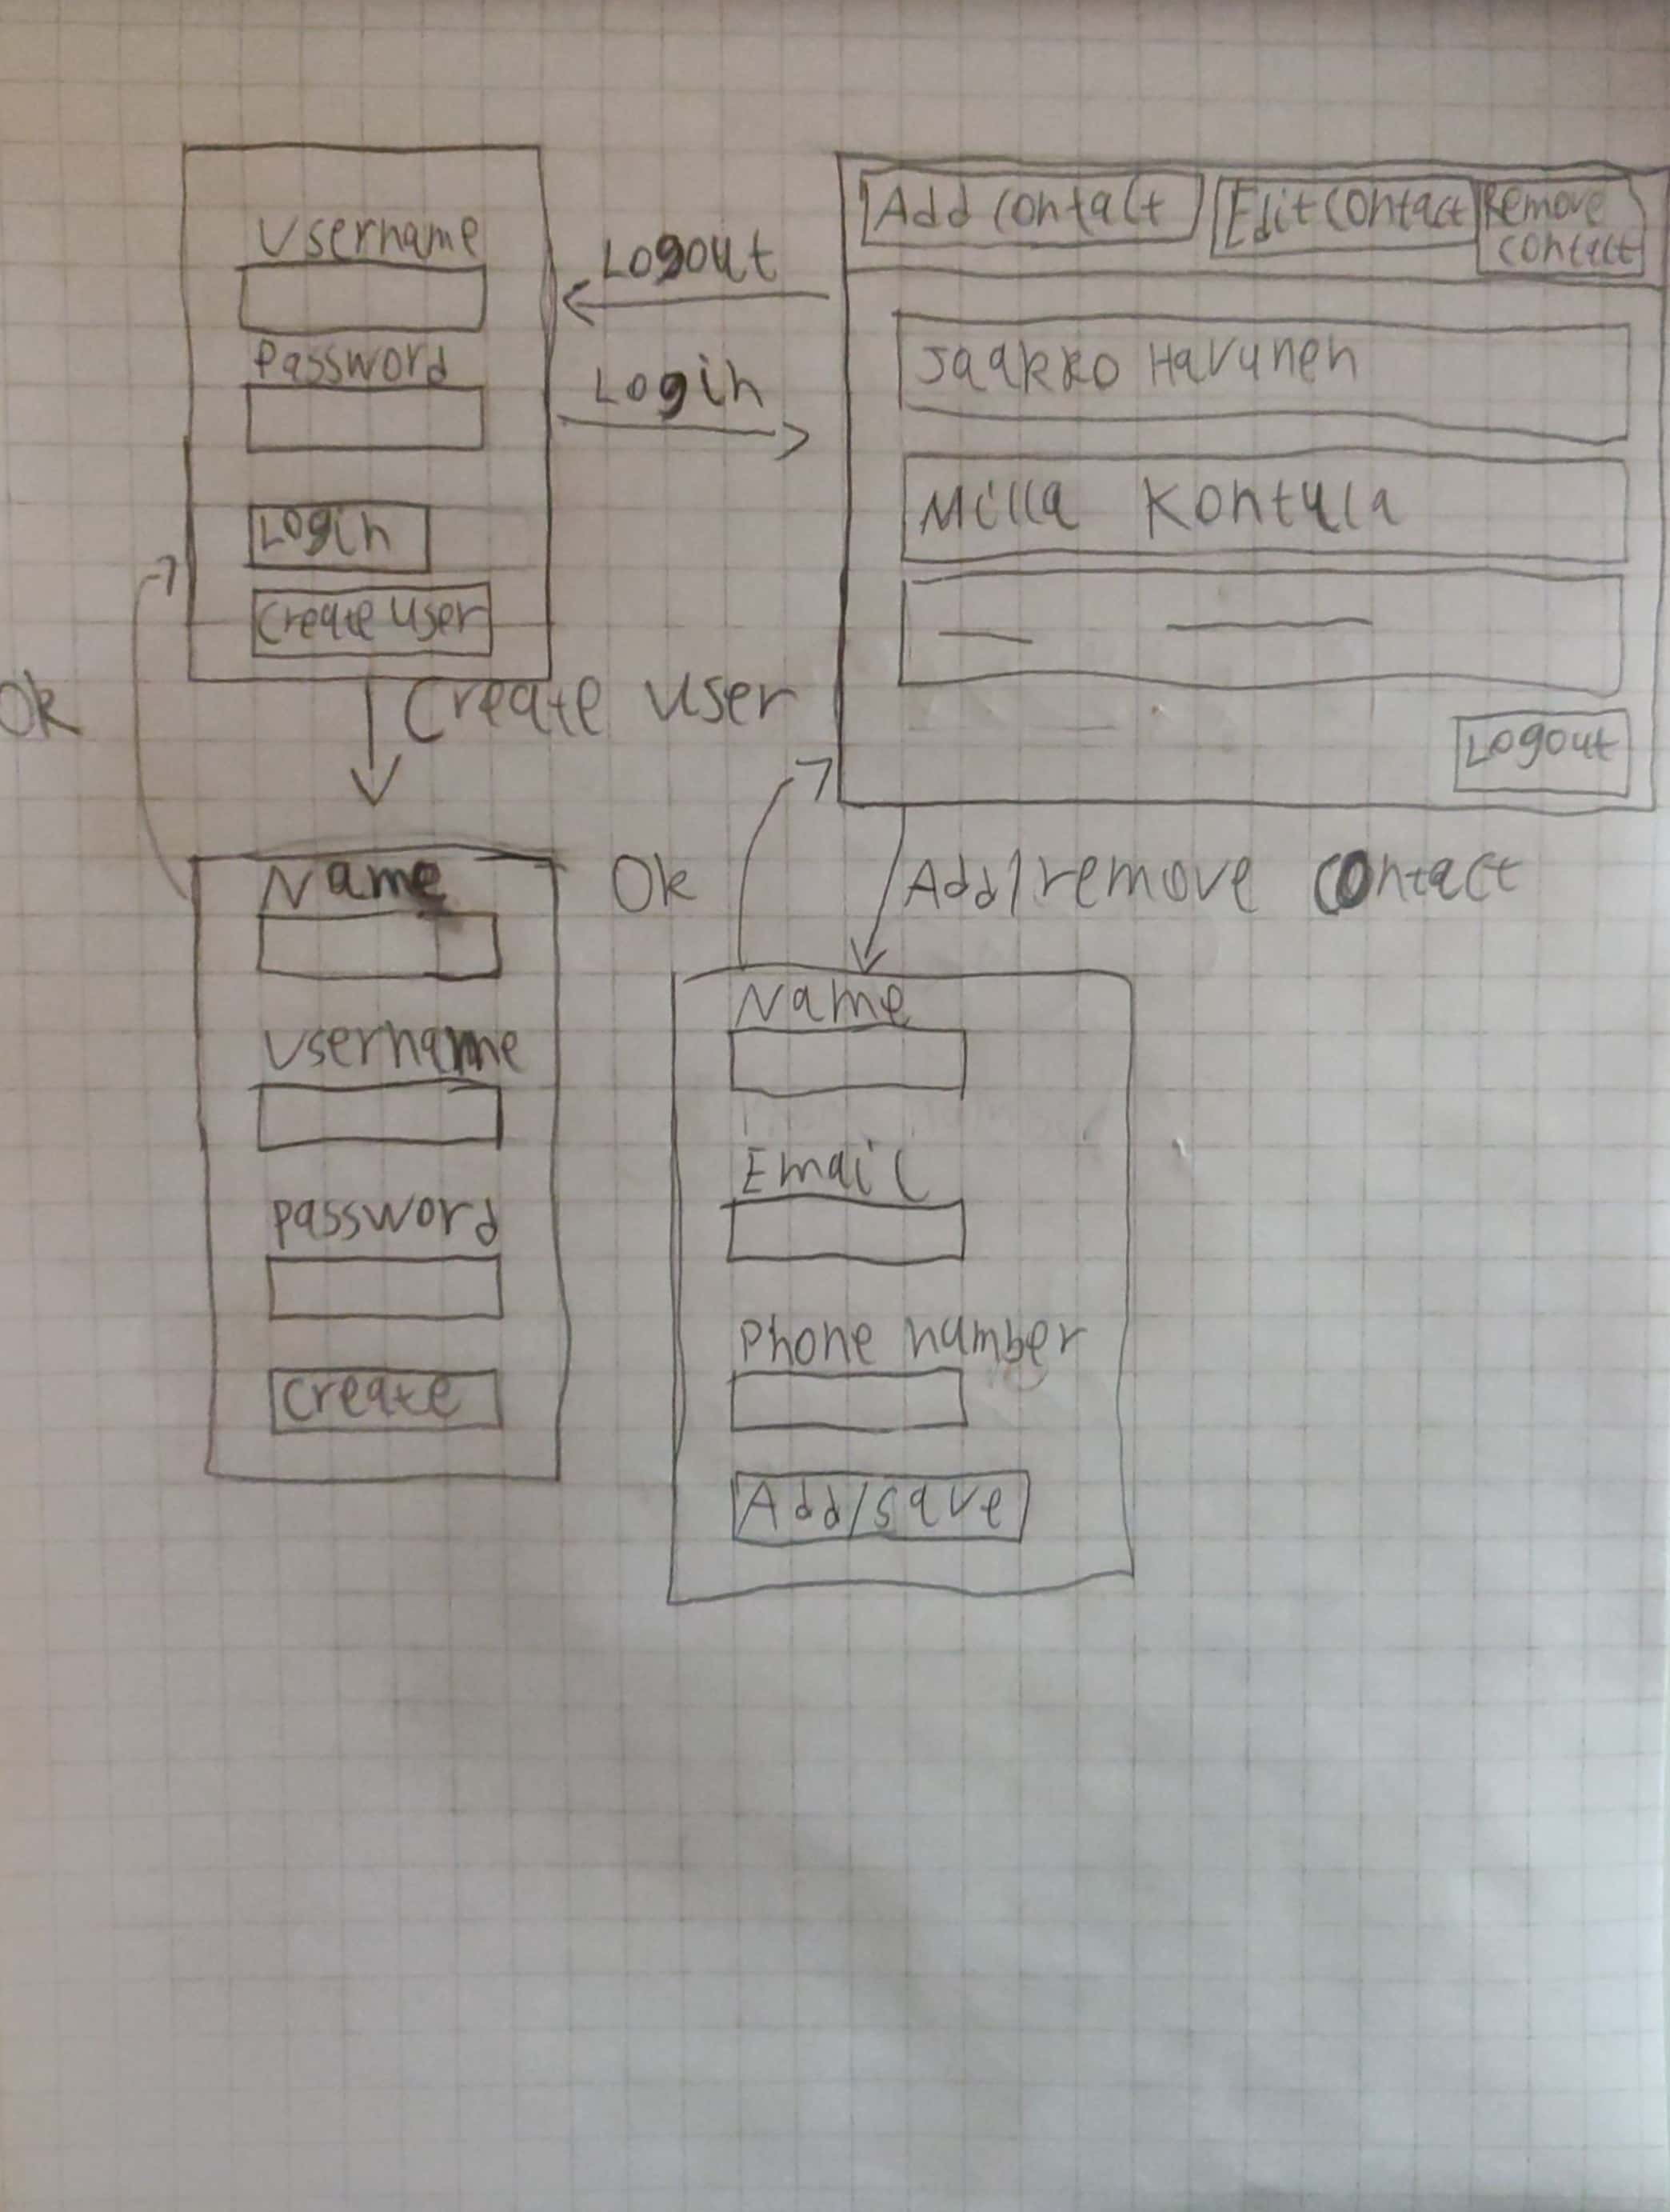 Username
Password
Login
Create user
Logout
Login
Add contact
Edit contact
Remove
contact
Jaakko Havunen
Milla Kontula
Logout
Ok
Create user
Name
Username
password
Create
Ok
Add/remove contact
Name
Email
Phone number
Add/save